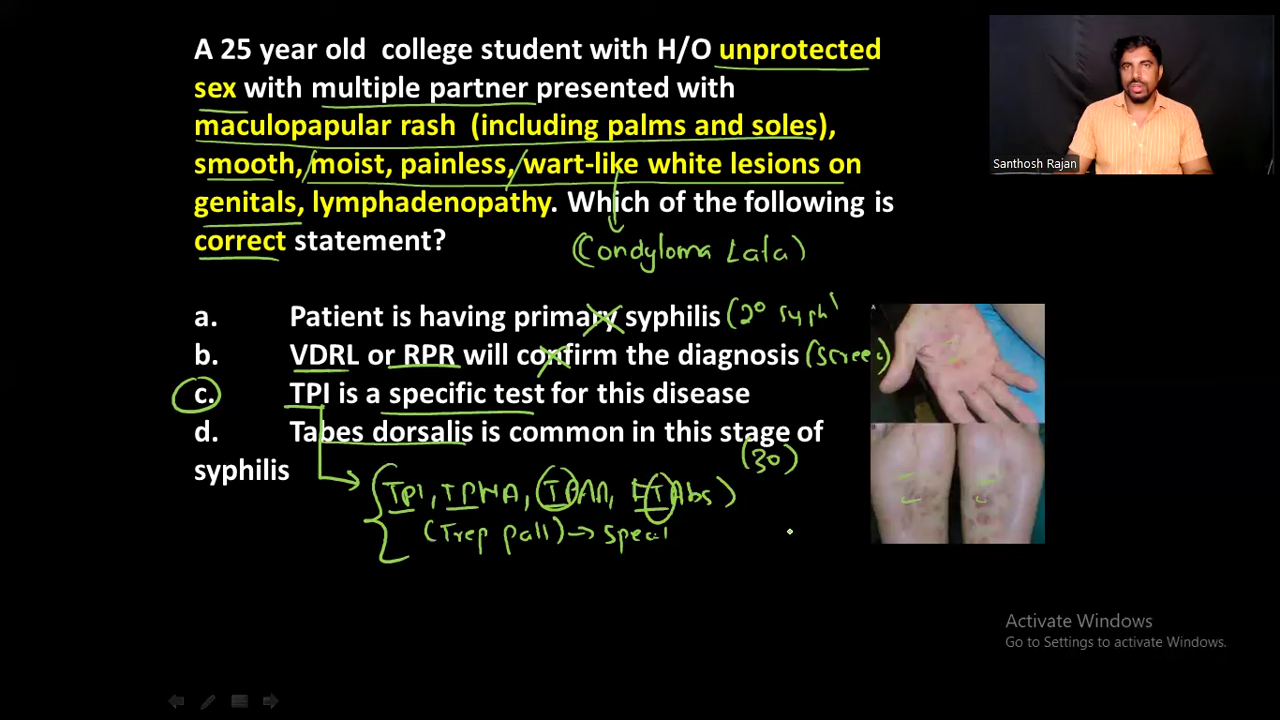 A 25 year old college student with H/O unprotected
sex with multiple partner presented with
maculopapular rash (including palms and soles),
smooth, moist, painless, wart-like white lesions on
genitals, lymphadenopathy. Which of the following is
correct statement?
(Condyloma Lata)
a. Patient is having primary syphilis (2° Syph
b. VDRL or RPR will confirm the diagnosis (Screen)
c. TPI is a specific test for this disease
d. Tabes dorsalis is common in this stage of
syphilis
(3°)
(TPI, TPHA, Abs)
(Trep pall) →
Santhosh Rajan
A
Activate Windows
Go to Settings to activate Windows.